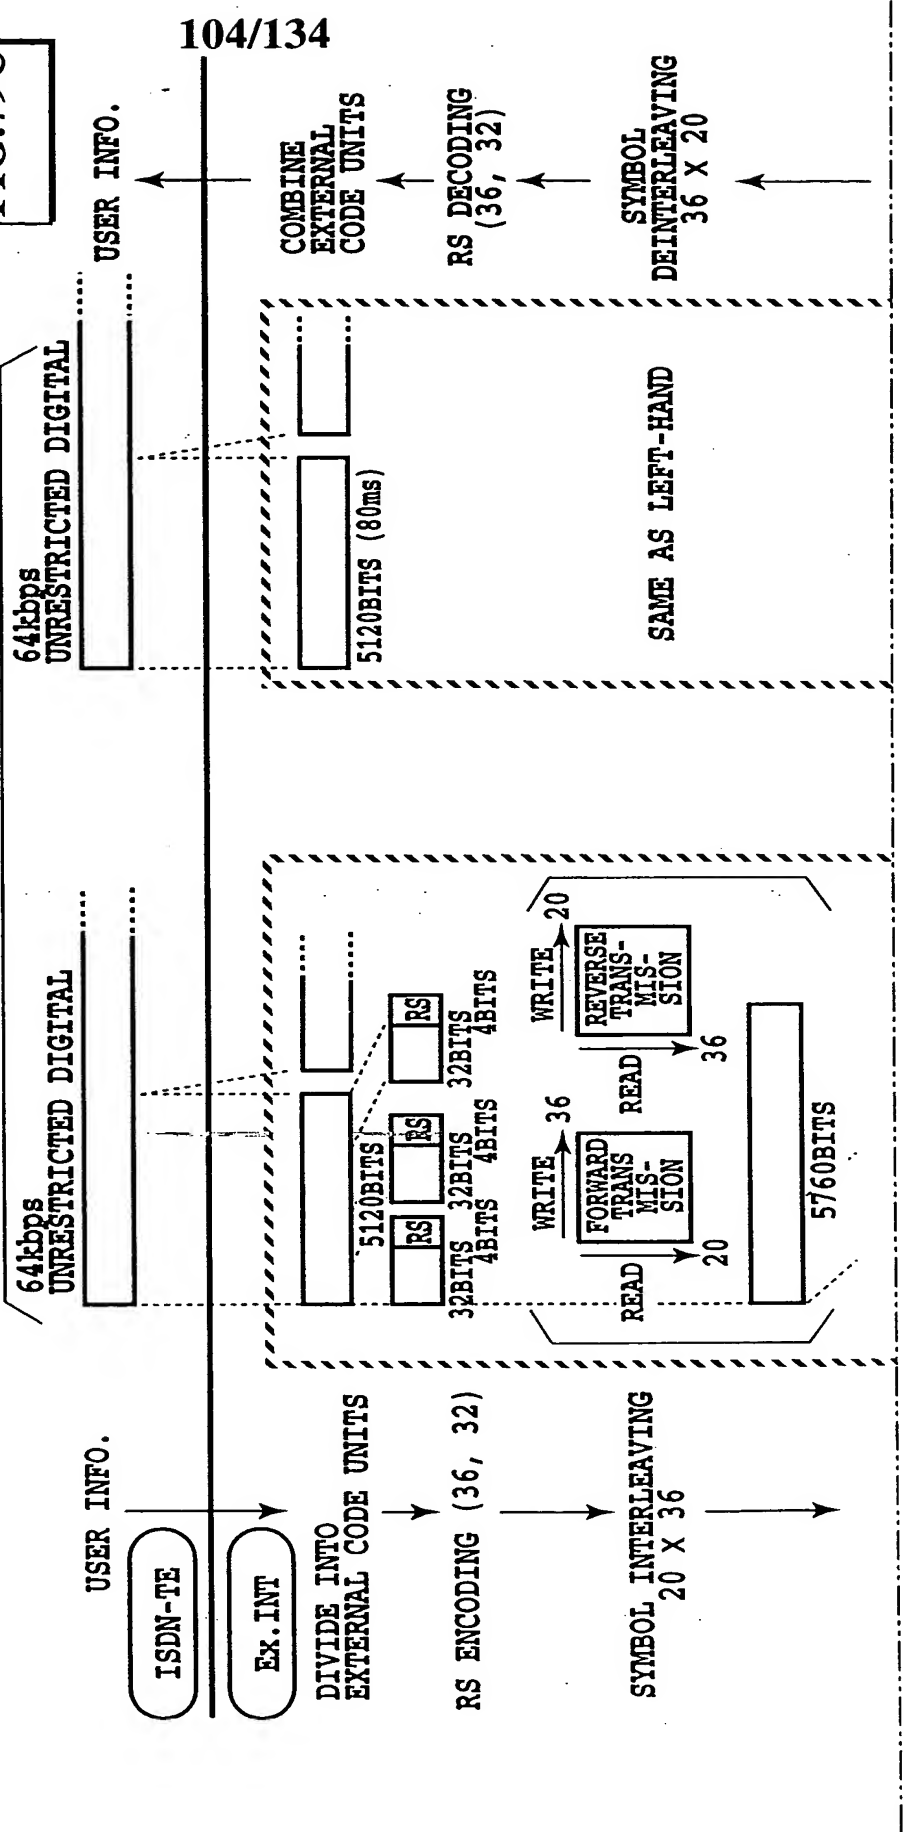 104/134
64kbps
UNRESTRICTED DIGITAL
64kbps
UNRESTRICTED DIGITAL
USER INFO.
USER INFO.
ISDN-TE
Ex.INT
DIVIDE INTO
EXTERNAL CODE UNITS
5120BITS
5120BITS (80ms)
COMBINE
EXTERNAL
CODE UNITS
RS ENCODING (36, 32)
RS
RS
RS
32BITS
4BITS
32BITS
4BITS
32BITS
4BITS
RS DECODING
(36, 32)
SYMBOL INTERLEAVING
20 X 36
READ
WRITE
36
FORWARD
TRANS
MIS-
SION
20
READ
WRITE
20
REVERSE
TRANS-
MIS-
SION
36
SAME AS LEFT-HAND
SYMBOL
DEINTERLEAVING
36 X 20
5760BITS